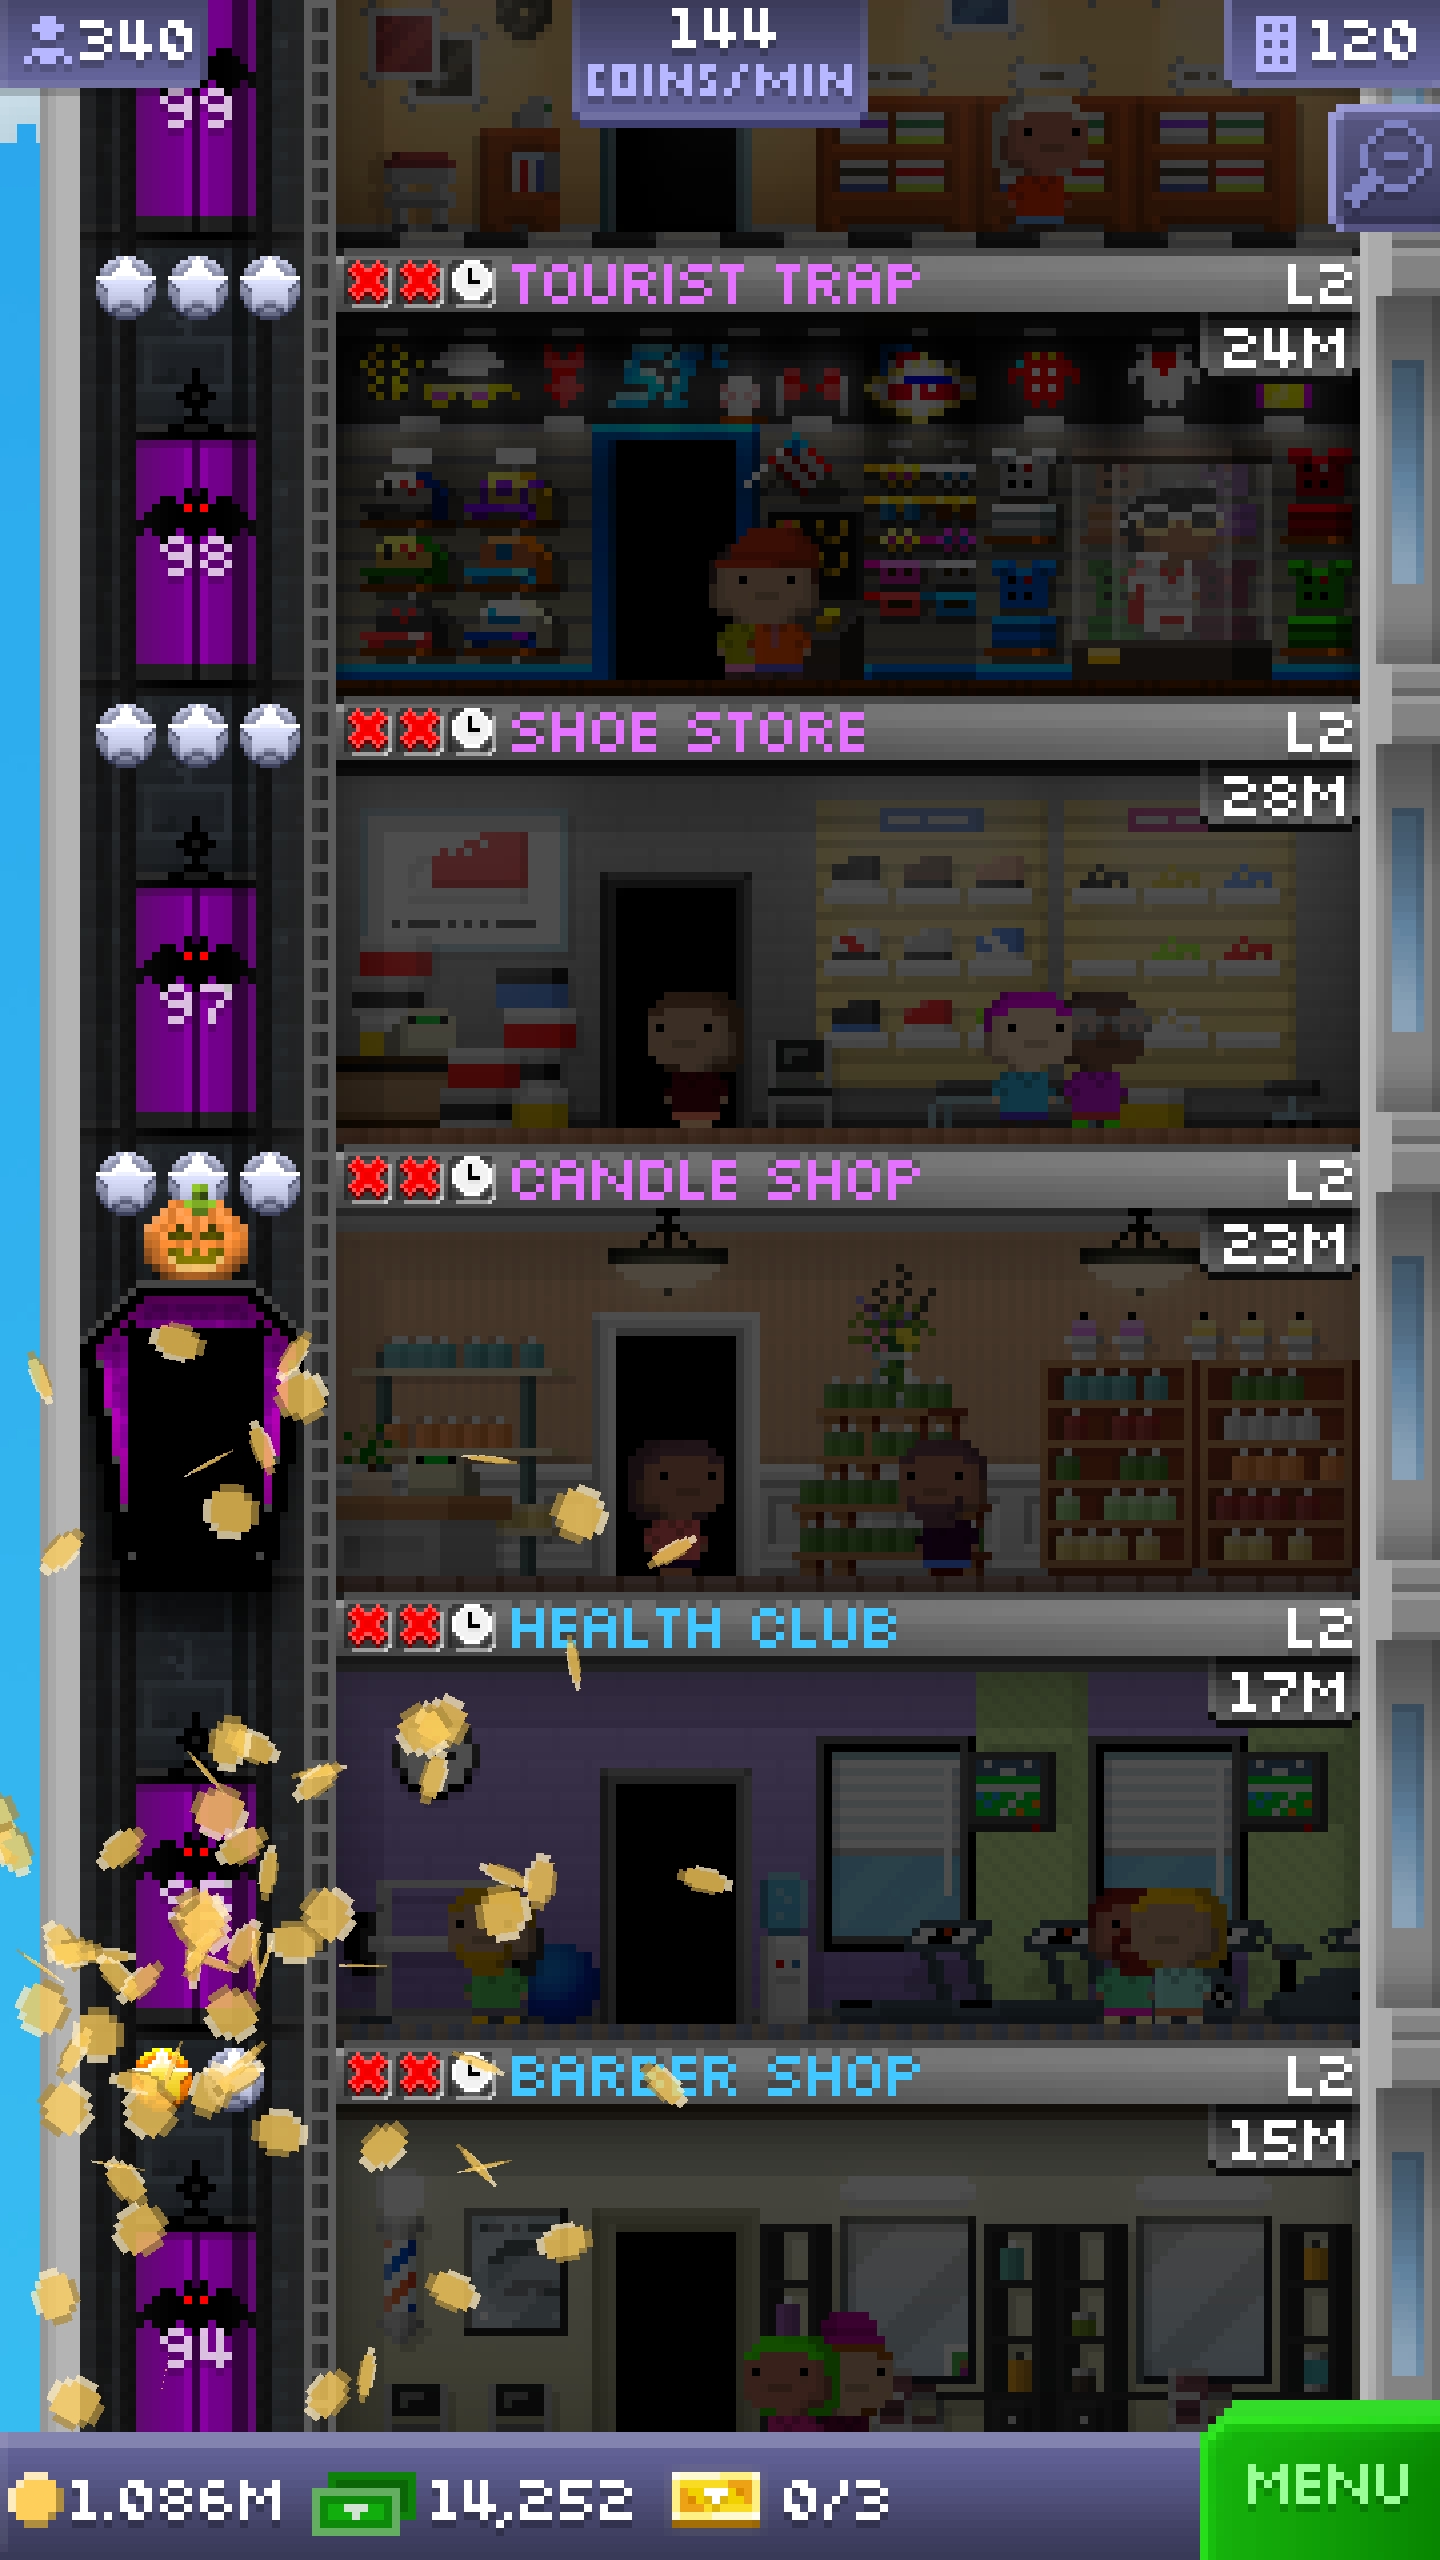 340
144
COINS/MIN
120
99
TOURIST TRAP L2
24M
98
SHOE STORE L2
28M
97
CANDLE SHOP L2
23M
HEALTH CLUB L2
17M
BARBER SHOP L2
15M
94
1.086M 14,252 0/3
MENU